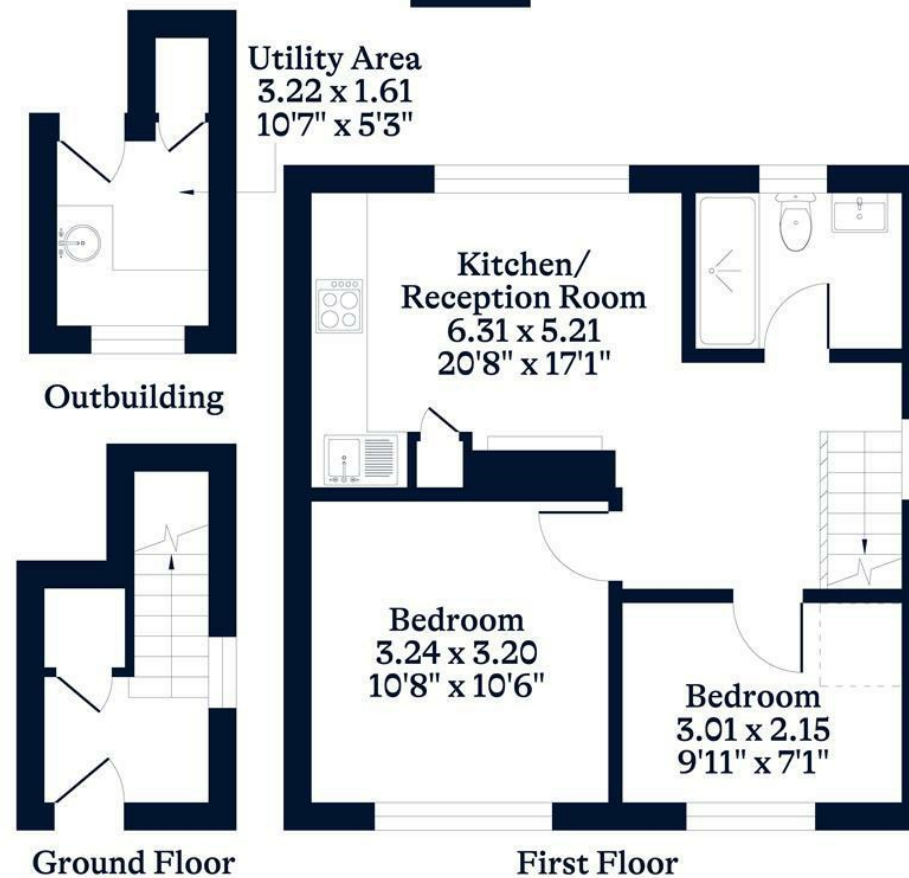 Utility Area
3.22 x 1.61
10'7" x 5'3"
Outbuilding
Kitchen/
Reception Room
6.31 x 5.21
20'8" x 17'1"
Bedroom
3.24 x 3.20
10'8" x 10'6"
Bedroom
3.01 x 2.15
9'11" x 7'1"
Ground Floor
First Floor